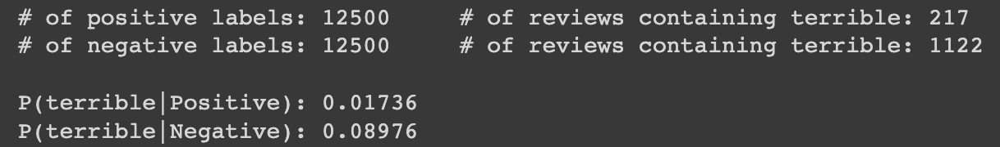 # of positive labels: 12500     # of reviews containing terrible: 217
# of negative labels: 12500     # of reviews containing terrible: 1122
P(terrible|Positive): 0.01736
P(terrible|Negative): 0.08976